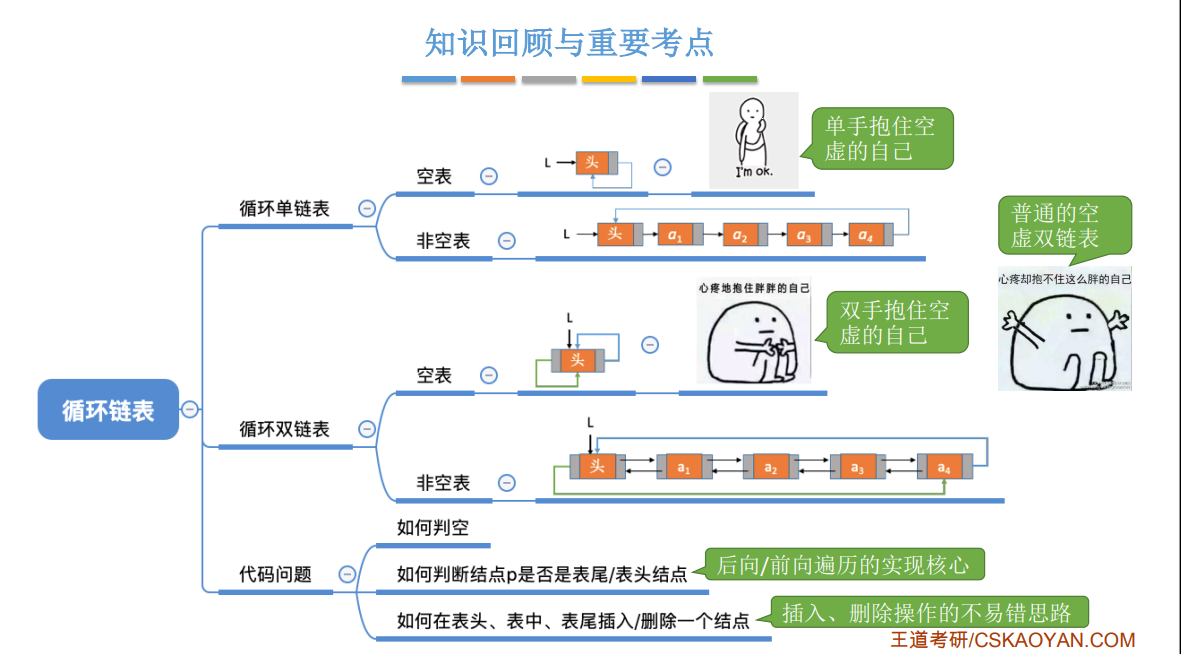 知识回顾与重要考点
单手抱住空
虚的自己
I'm ok.
L
头
空表
循环单链表
普通的空
虚双链表
非空表
L
头
a1
a2
a3
a4
心疼却抱不住这么胖的自己
心疼地抱住胖胖的自己
双手抱住空
虚的自己
L
头
空表
循环链表
循环双链表
L
头
a1
a2
a3
a4
非空表
如何判空
代码问题
如何判断结点p是否是表尾/表头结点
后向/前向遍历的实现核心
如何在表头、表中、表尾插入/删除一个结点
插入、删除操作的不易错思路
王道考研/CSKAOYAN.COM